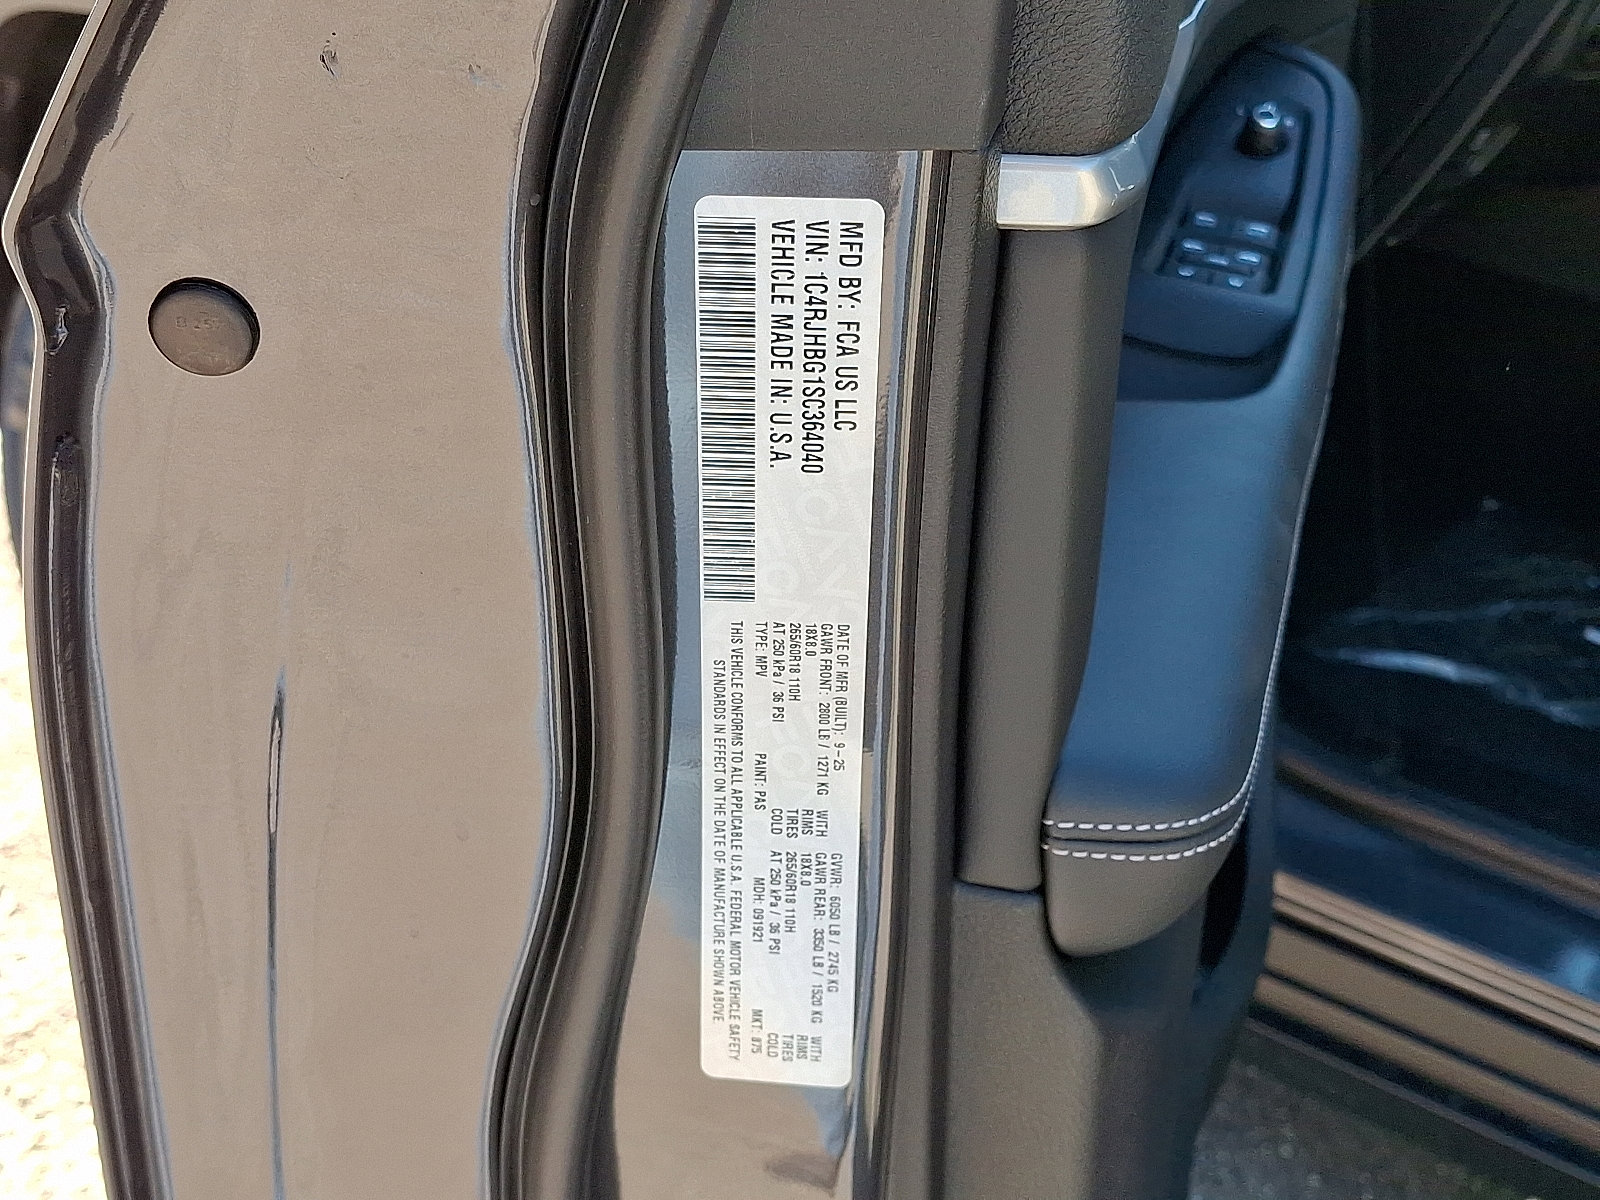 MFD BY: FCA US LLC
VIN: 1C4RJHBG1SC364040
VEHICLE MADE IN: U.S.A.
DATE OF MFR (BUILT): 9-25 GVWR: 6050 LB / 2745 KG
GAWR FRONT: 2800 LB / 1271 KG WITH GAWR REAR: 3350 LB / 1520 KG WITH
18X8.0 RIMS 18X8.0 RIMS
265/60R18 110H TIRES 265/60R18 110H TIRES
AT 250 kPa / 36 PSI COLD AT 250 kPa / 36 PSI COLD
TYPE: MPV PAINT: PAS MDH: 091921 MKT: 875
THIS VEHICLE CONFORMS TO ALL APPLICABLE U.S.A. FEDERAL MOTOR VEHICLE SAFETY
STANDARDS IN EFFECT ON THE DATE OF MANUFACTURE SHOWN ABOVE.